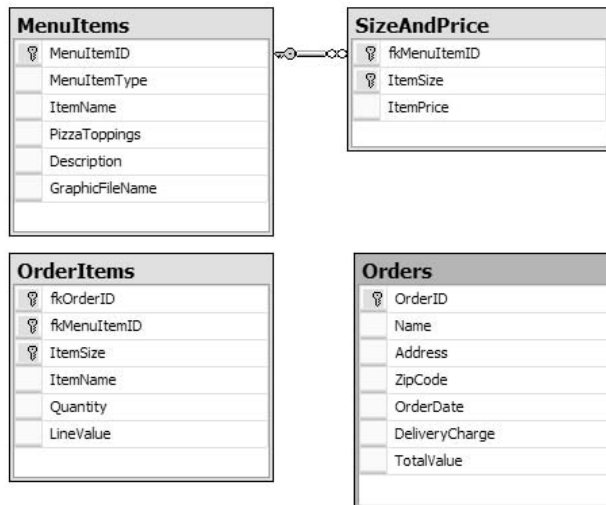 MenuItems
MenuItemID
MenuItemType
ItemName
PizzaToppings
Description
GraphicFileName
SizeAndPrice
fkMenuItemID
ItemSize
ItemPrice
OrderItems
fkOrderID
fkMenuItemID
ItemSize
ItemName
Quantity
LineValue
Orders
OrderID
Name
Address
ZipCode
OrderDate
DeliveryCharge
TotalValue